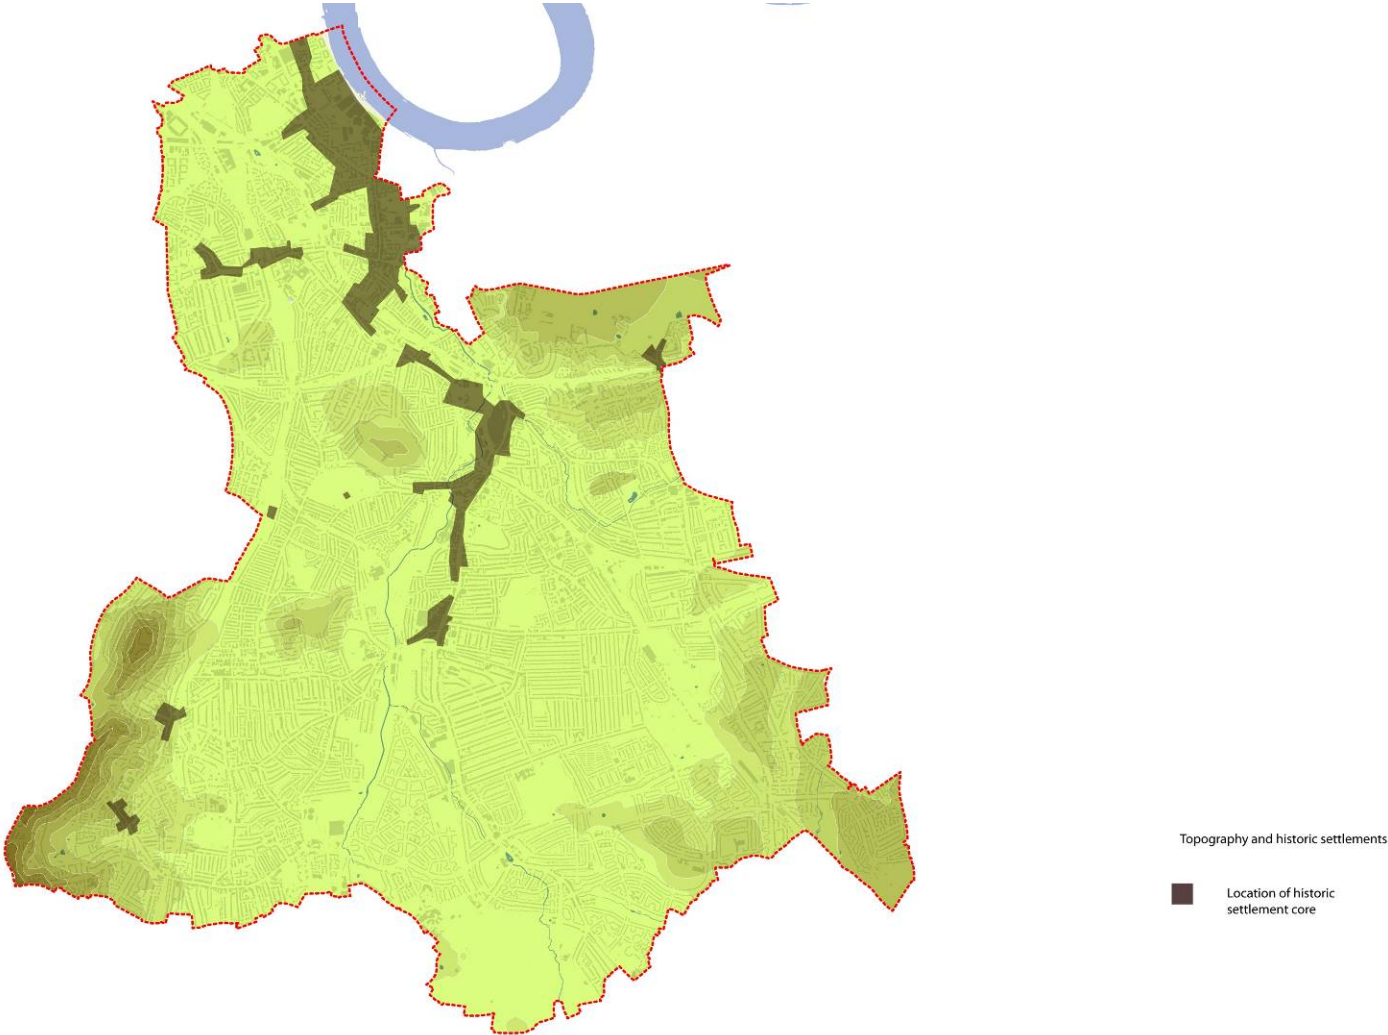 Topography and historic settlements
Location of historic
settlement core